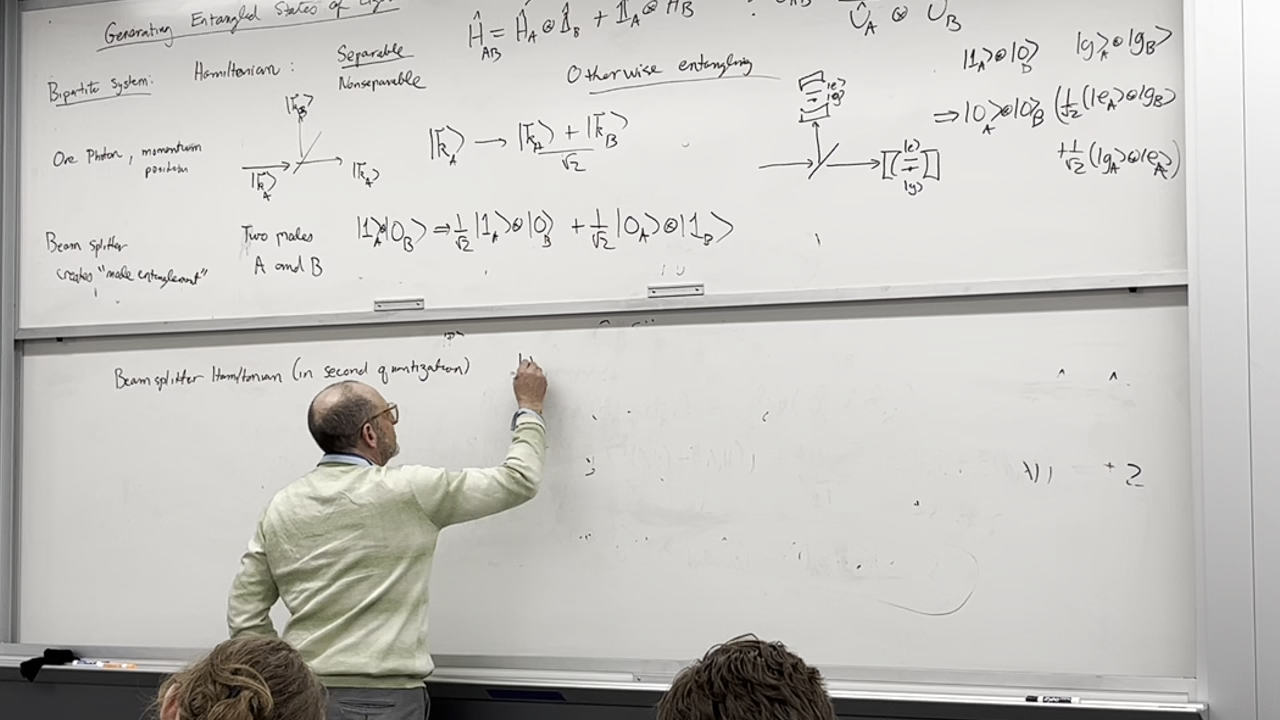 Generating Entangled States of Light
Ĥ_AB = Ĥ_A ⊗ 𝟙_B + 𝟙_A ⊗ Ĥ_B
Û_A ⊗ Û_B
Bipartite System:
Hamiltonian :
Separable
Nonseparable
Otherwise entangling
|1_A⟩⊗|0⟩_B |g⟩_A⊗|g_B⟩
⇒|0⟩_A⊗|0⟩_B (1/√2(|e_A⟩⊗|g_B⟩
+1/√2(|g_A⟩⊗|e_A⟩)
|e⟩
|g⟩
|e⟩
|g⟩
One Photon, momentum
position
|k_B⟩
|k_A⟩
|k_A⟩
|k_A⟩ → |k_A⟩ + |k_B⟩
√2
Beam splitter
creates "mode entanglement"
Two modes
A and B
|1_A⟩|0_B⟩ ⇒ 1/√2 |1_A⟩⊗|0⟩_B + 1/√2 |0_A⟩⊗|1_B⟩
Beam splitter Hamiltonian (in second quantization)